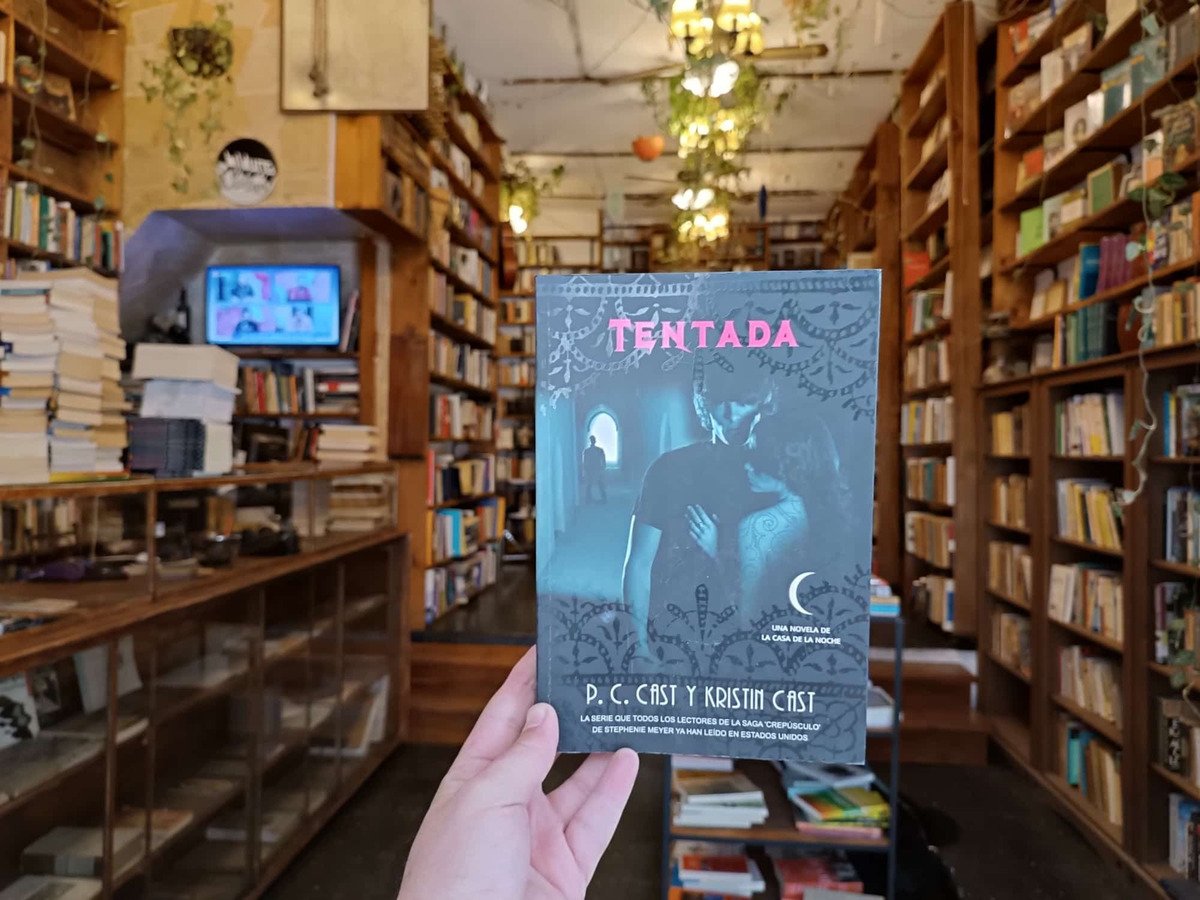 TENTADA
UNA NOVELA DE
LA CASA DE LA NOCHE
P. C. CAST Y KRISTIN CAST
LA SERIE QUE TODOS LOS LECTORES DE LA SAGA 'CREPÚSCULO'
DE STEPHENIE MEYER YA HAN LEÍDO EN ESTADOS UNIDOS